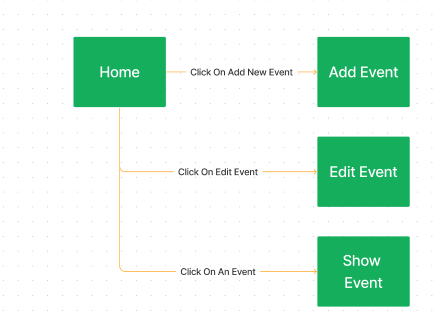 Home
Click On Add New Event
Add Event
Click On Edit Event
Edit Event
Click On An Event
Show
Event